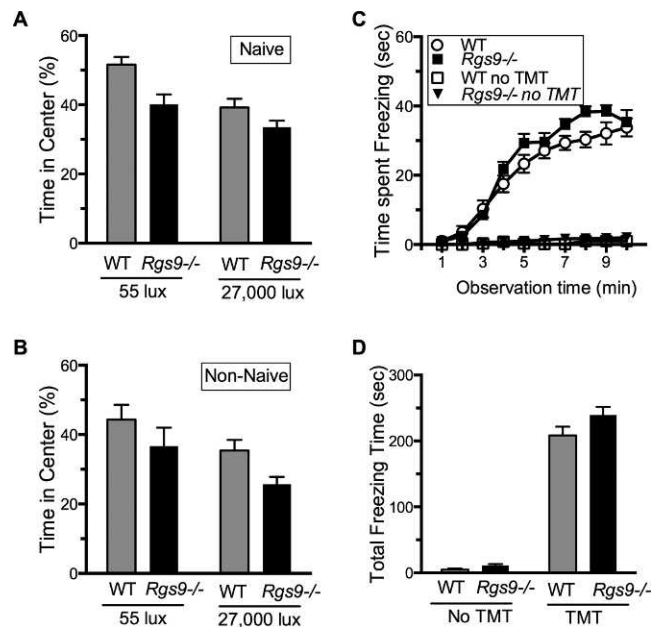 A
Naive
Time in Center (%)
60
40
20
0
WT Rgs9-/- WT Rgs9-/-
55 lux 27,000 lux
B
Non-Naive
Time in Center (%)
60
40
20
0
WT Rgs9-/- WT Rgs9-/-
55 lux 27,000 lux
C
WT
Rgs9-/-
WT no TMT
Rgs9-/- no TMT
Time spent Freezing (sec)
60
40
20
0
1 3 5 7 9
Observation time (min)
D
Total Freezing Time (sec)
300
200
100
0
WT Rgs9-/- WT Rgs9-/-
No TMT TMT